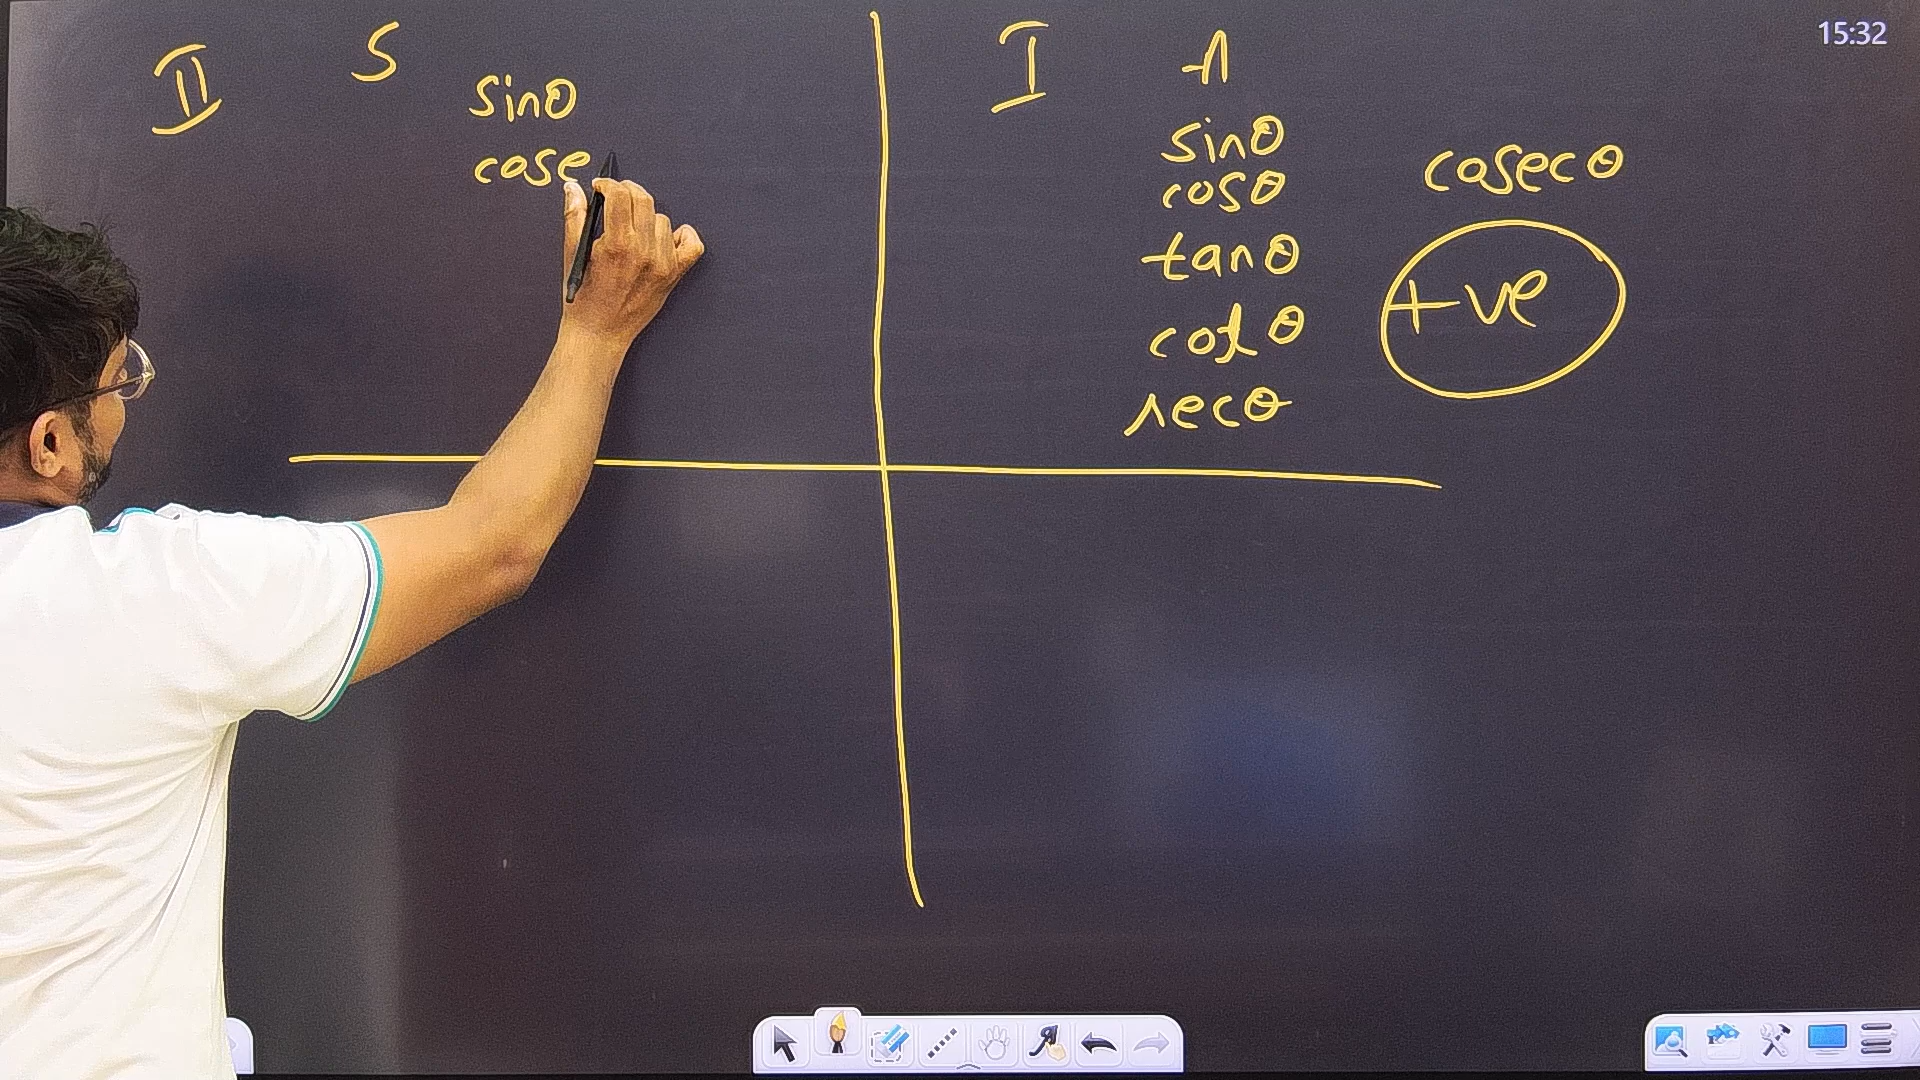 15:32
II S
sinθ
cose
I A
sinθ
cosθ
tanθ
cotθ
secθ
cosecθ
+ve